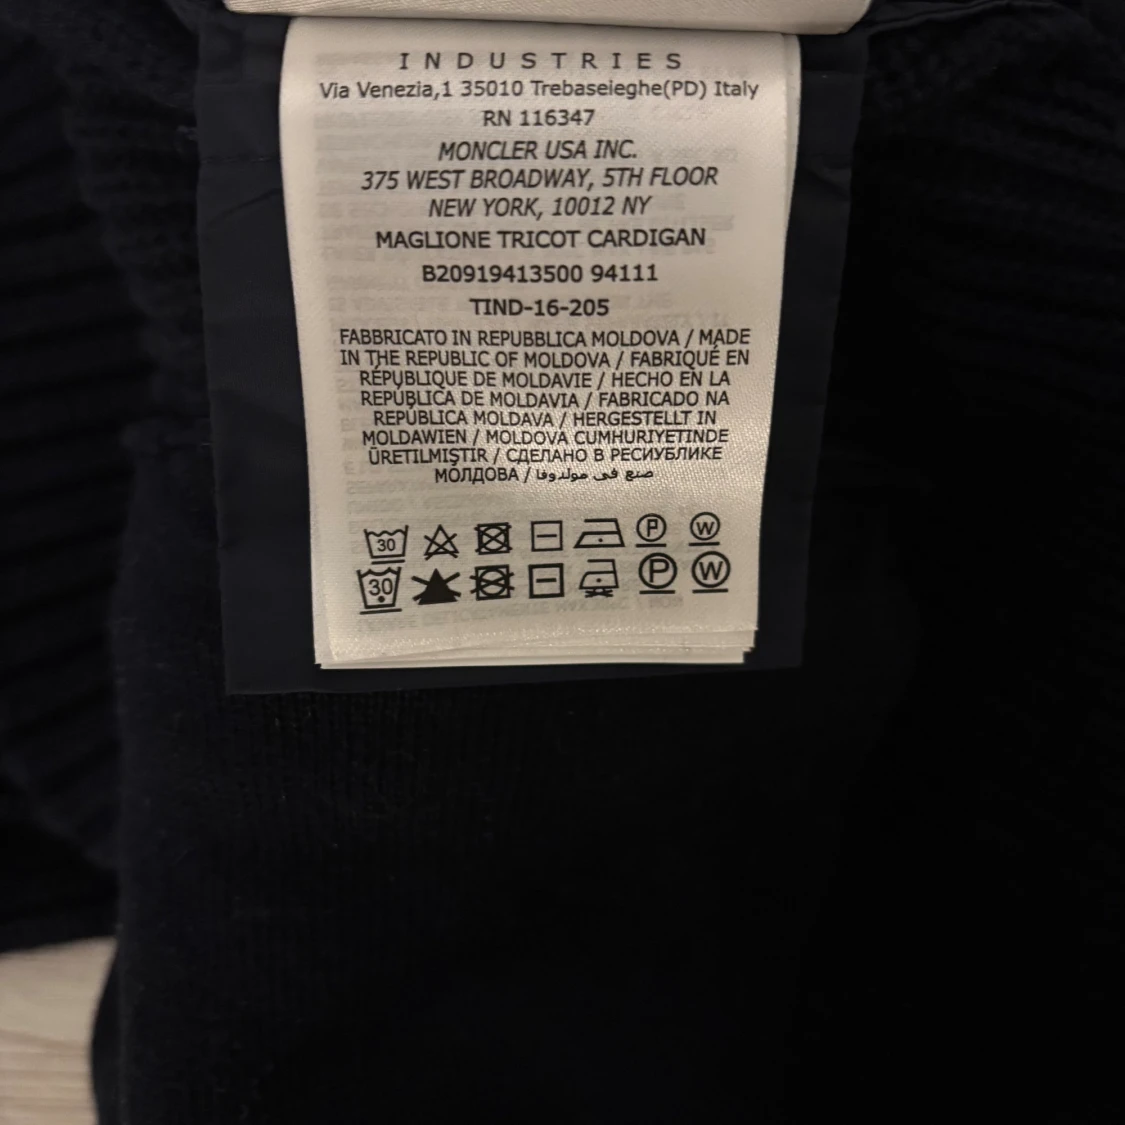 INDUSTRIES
Via Venezia,1 35010 Trebaseieghe(PD) Italy
RN 116347
MONCLER USA INC.
375 WEST BROADWAY, 5TH FLOOR
NEW YORK, 10012 NY
MAGLIONE TRICOT CARDIGAN
B20919413500 94111
TIND-16-205
FABBRICATO IN REPUBBLICA MOLDOVA / MADE
IN THE REPUBLIC OF MOLDOVA / FABRIQUÉ EN
RÉPUBLIQUE DE MOLDAVIE / HECHO EN LA
REPÚBLICA DE MOLDAVIA / FABRICADO NA
REPÚBLICA MOLDAVA / HERGESTELLT IN
MOLDAWIEN / MOLDOVA CUMHURIYETINDE
ÜRETILMIŞTIR / СДЕЛАНО В РЕСИУБЛИКЕ
МОЛДОВА / صنع في مولدوفا
30 P W
30 P W